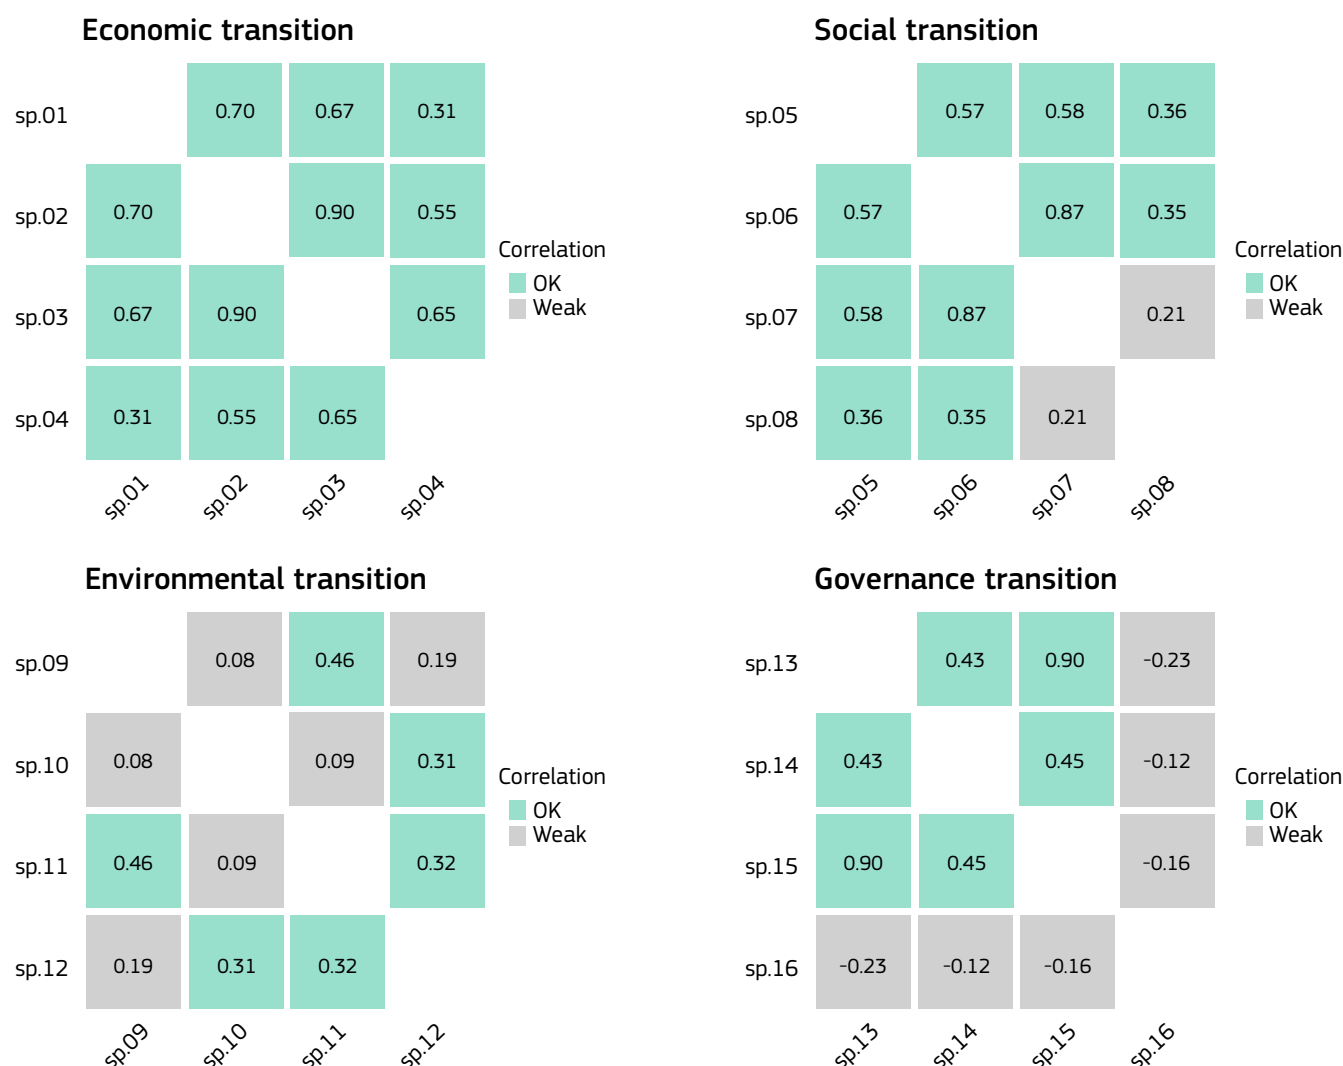 Economic transition
sp.01 0.70 0.67 0.31
sp.02 0.70 0.90 0.55
sp.03 0.67 0.90 0.65
sp.04 0.31 0.55 0.65
sp.01 sp.02 sp.03 sp.04
Correlation
OK
Weak
Social transition
sp.05 0.57 0.58 0.36
sp.06 0.57 0.87 0.35
sp.07 0.58 0.87 0.21
sp.08 0.36 0.35 0.21
sp.05 sp.06 sp.07 sp.08
Correlation
OK
Weak
Environmental transition
sp.09 0.08 0.46 0.19
sp.10 0.08 0.09 0.31
sp.11 0.46 0.09 0.32
sp.12 0.19 0.31 0.32
sp.09 sp.10 sp.11 sp.12
Correlation
OK
Weak
Governance transition
sp.13 0.43 0.90 -0.23
sp.14 0.43 0.45 -0.12
sp.15 0.90 0.45 -0.16
sp.16 -0.23 -0.12 -0.16
sp.13 sp.14 sp.15 sp.16
Correlation
OK
Weak